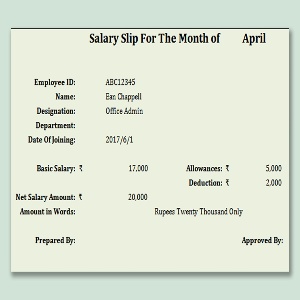 Salary Slip For The Month of April
Employee ID: ABC12345
Name: Ean Chappell
Designation: Office Admin
Department:
Date Of Joining: 2017/6/1
Basic Salary: ₹ 17,000 Allowances: ₹ 5,000
Deduction: ₹ 2,000
Net Salary Amount: ₹ 20,000
Amount in Words: Rupees Twenty Thousand Only
Prepared By: Approved By: